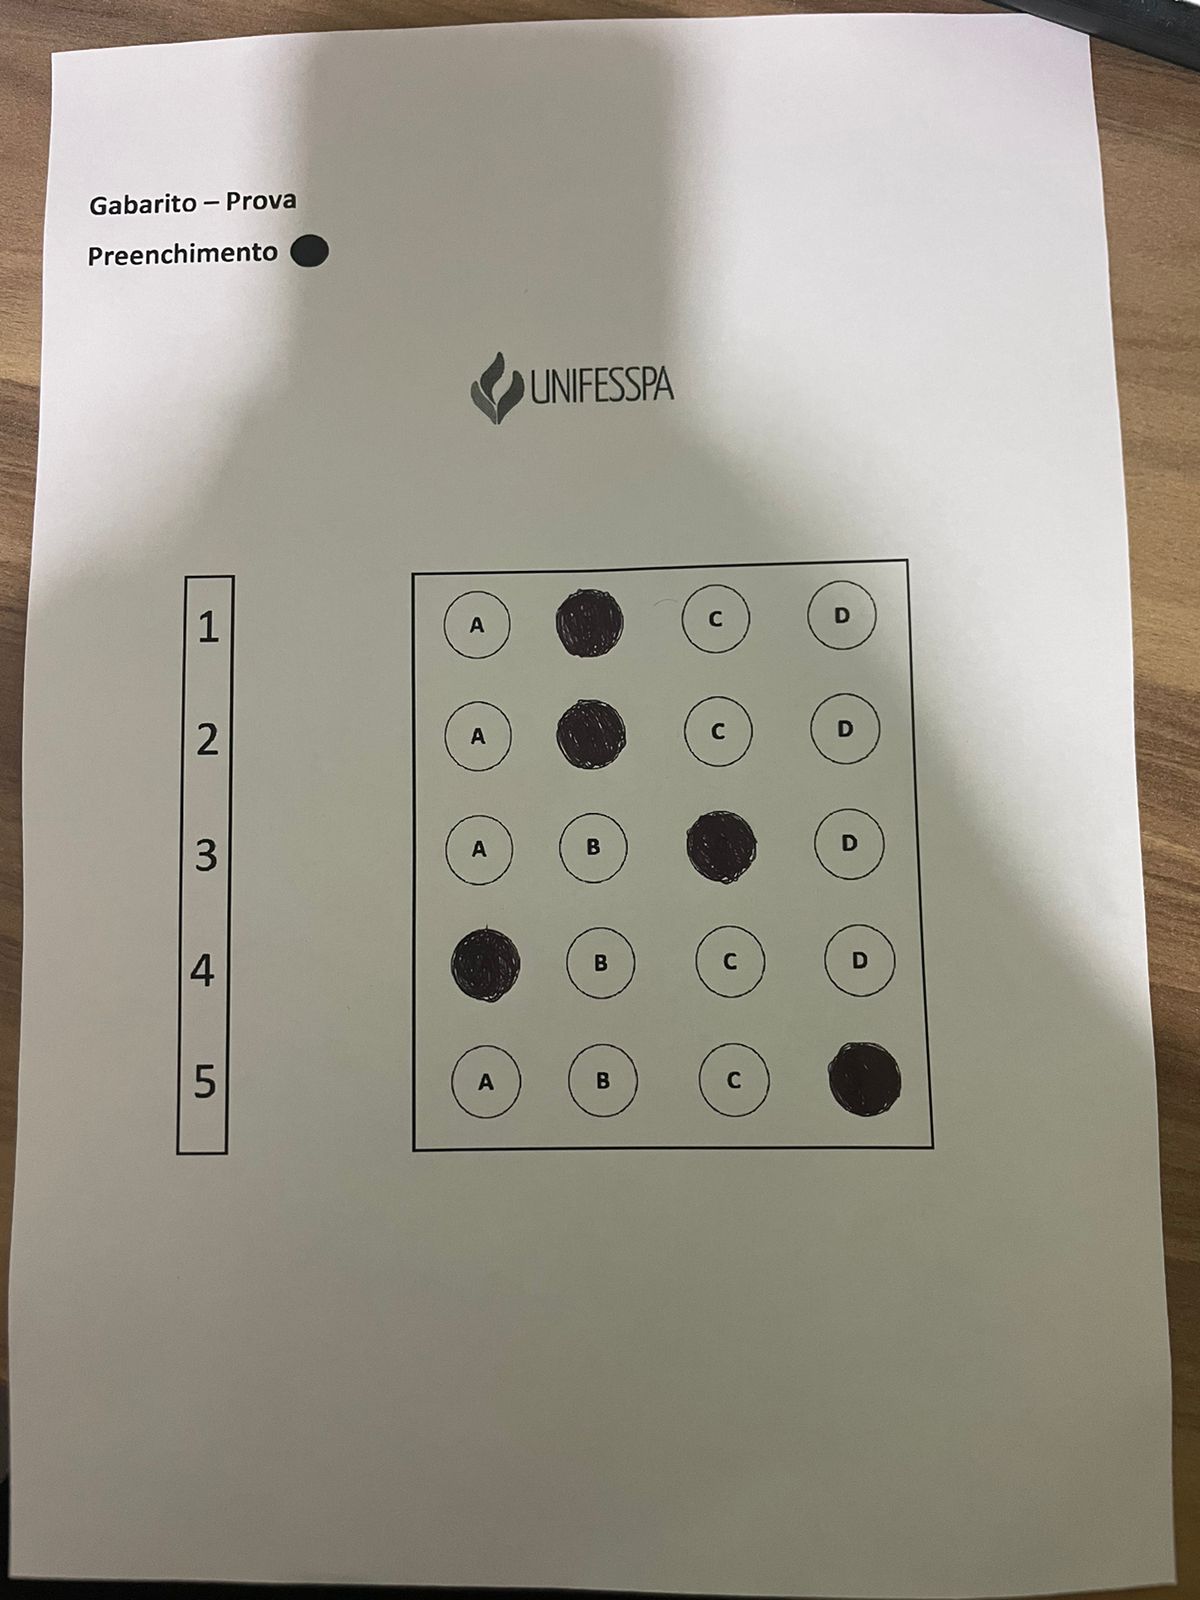 Gabarito – Prova
Preenchimento
UNIFESSPA
1 A C D
2 A C D
3 A B D
4 B C D
5 A B C